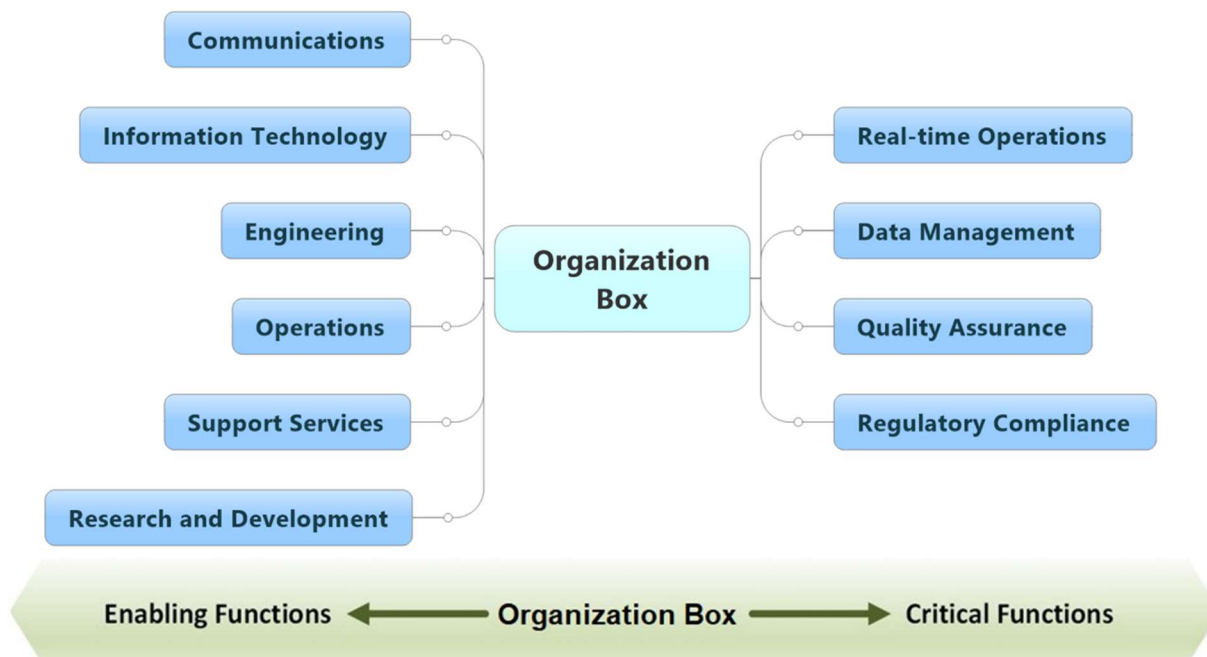 Communications
Information Technology
Engineering
Operations
Support Services
Research and Development
Organization
Box
Real-time Operations
Data Management
Quality Assurance
Regulatory Compliance
Enabling Functions Organization Box Critical Functions